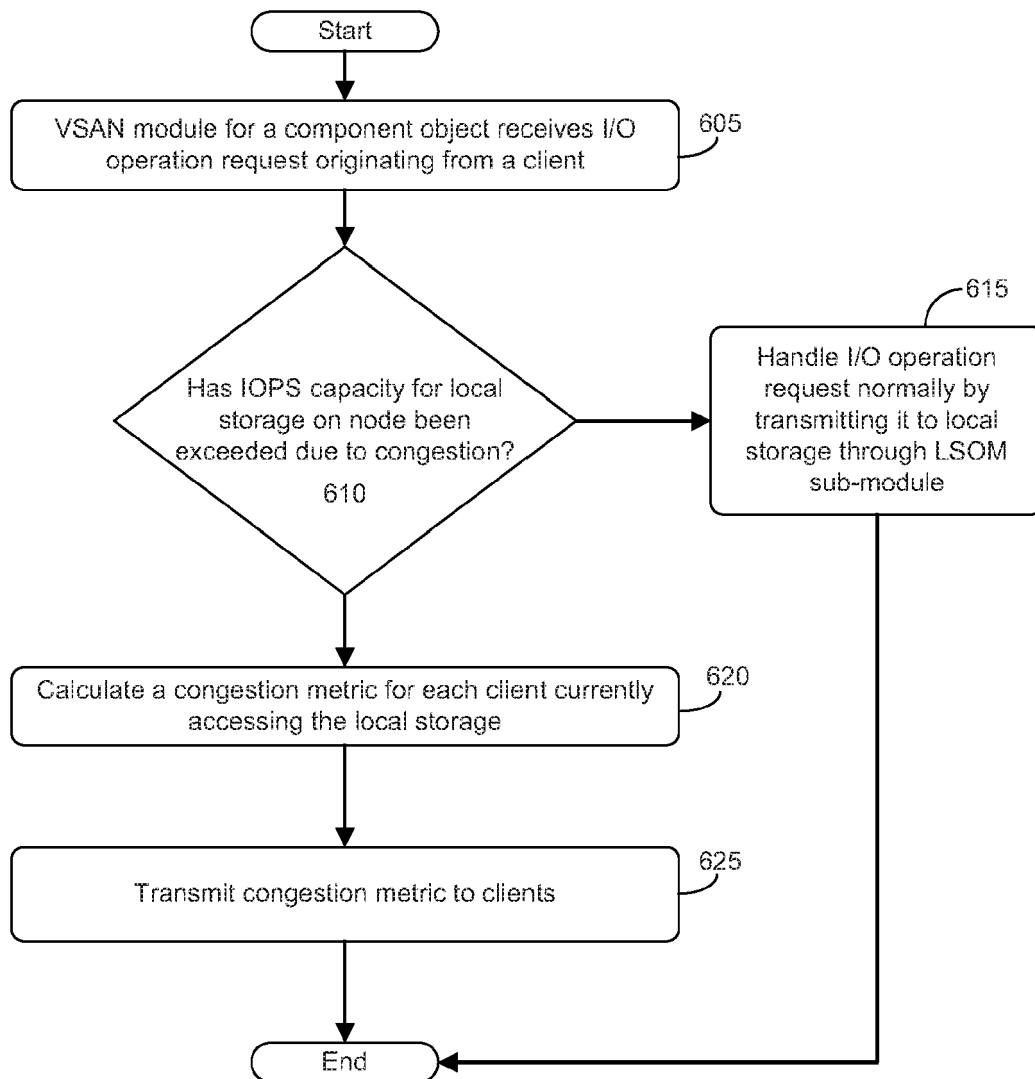 Start
VSAN module for a component object receives I/O
operation request originating from a client
605
Has IOPS capacity for local
storage on node been
exceeded due to congestion?
610
615
Handle I/O operation
request normally by
transmitting it to local
storage through LSOM
sub-module
Calculate a congestion metric for each client currently
accessing the local storage
620
Transmit congestion metric to clients
625
End